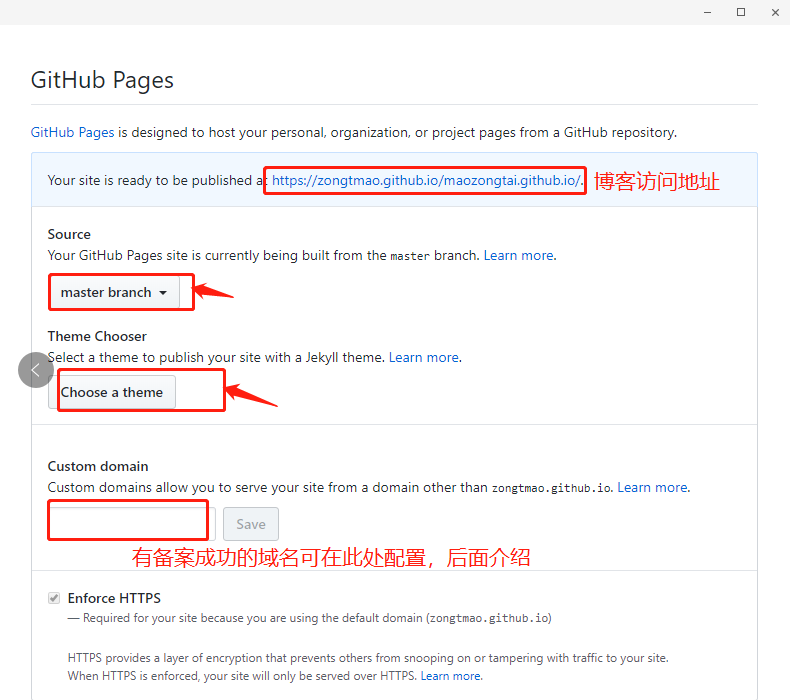 GitHub Pages
GitHub Pages is designed to host your personal, organization, or project pages from a GitHub repository.
Your site is ready to be published at https://zongtmao.github.io/maozongtai.github.io/. 博客访问地址
Source
Your GitHub Pages site is currently being built from the master branch. Learn more.
master branch
Theme Chooser
Select a theme to publish your site with a Jekyll theme. Learn more.
Choose a theme
Custom domain
Custom domains allow you to serve your site from a domain other than zongtmao.github.io. Learn more.
Save
有备案成功的域名可在此处配置，后面介绍
Enforce HTTPS
— Required for your site because you are using the default domain (zongtmao.github.io)
HTTPS provides a layer of encryption that prevents others from snooping on or tampering with traffic to your site.
When HTTPS is enforced, your site will only be served over HTTPS. Learn more.